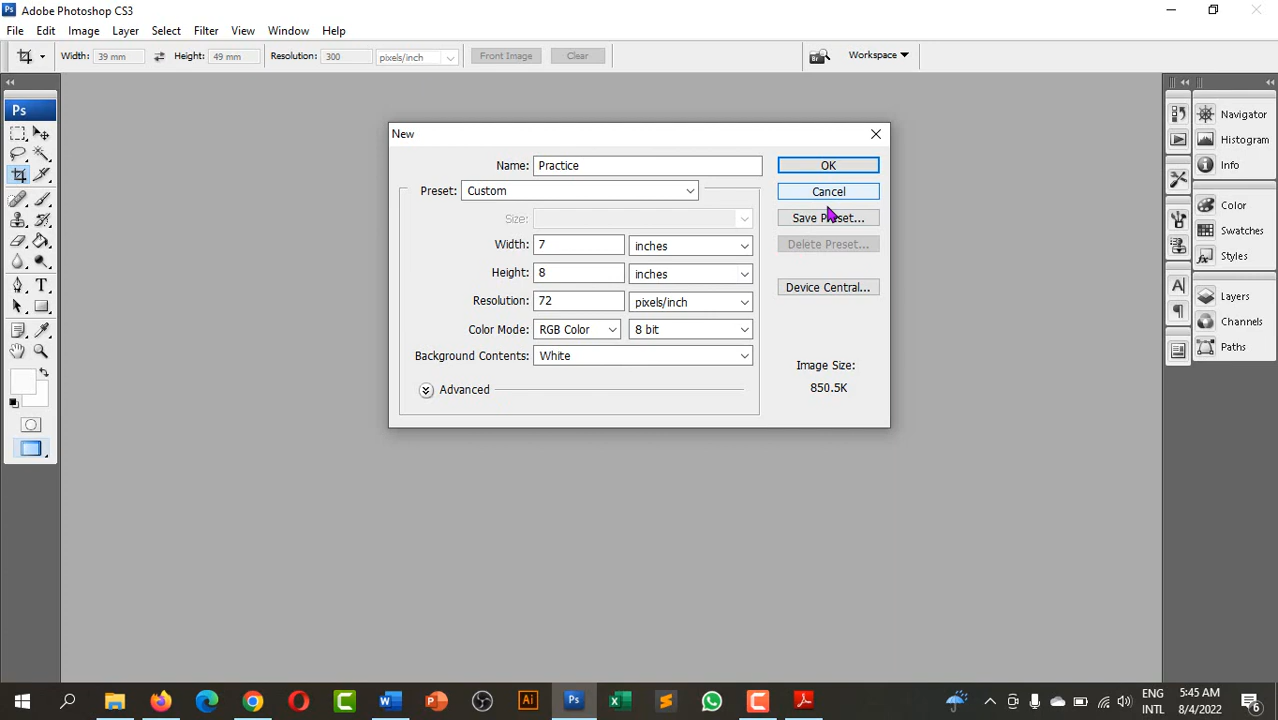 Ps Adobe Photoshop CS3
File Edit Image Layer Select Filter View Window Help
Width: 39 mm Height: 49 mm Resolution: 300 pixels/inch Front Image Clear Br Workspace
Ps
New
Name: Practice OK
Preset: Custom Cancel
Size: Save Preset...
Width: 7 inches Delete Preset...
Height: 8 inches Device Central...
Resolution: 72 pixels/inch
Color Mode: RGB Color 8 bit
Background Contents: White
Image Size:
850.5K
Advanced
Navigator
Histogram
Info
Color
Swatches
Styles
Layers
Channels
Paths
ENG
INTL
5:45 AM
8/4/2022
6